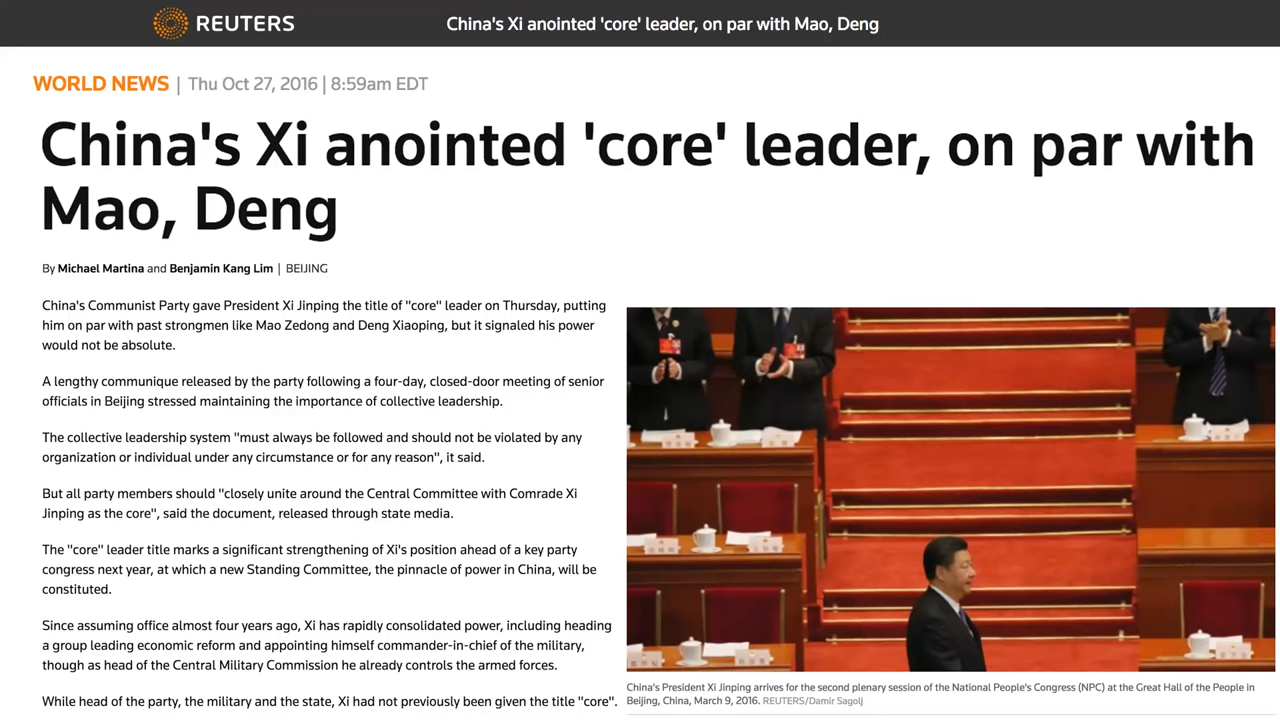 REUTERS
China's Xi anointed 'core' leader, on par with Mao, Deng
WORLD NEWS | Thu Oct 27, 2016 | 8:59am EDT
China's Xi anointed 'core' leader, on par with
Mao, Deng
By Michael Martina and Benjamin Kang Lim | BEIJING
China's Communist Party gave President Xi Jinping the title of "core" leader on Thursday, putting
him on par with past strongmen like Mao Zedong and Deng Xiaoping, but it signaled his power
would not be absolute.
A lengthy communique released by the party following a four-day, closed-door meeting of senior
officials in Beijing stressed maintaining the importance of collective leadership.
The collective leadership system "must always be followed and should not be violated by any
organization or individual under any circumstance or for any reason", it said.
But all party members should "closely unite around the Central Committee with Comrade Xi
Jinping as the core", said the document, released through state media.
The "core" leader title marks a significant strengthening of Xi's position ahead of a key party
congress next year, at which a new Standing Committee, the pinnacle of power in China, will be
constituted.
Since assuming office almost four years ago, Xi has rapidly consolidated power, including heading
a group leading economic reform and appointing himself commander-in-chief of the military,
though as head of the Central Military Commission he already controls the armed forces.
While head of the party, the military and the state, Xi had not previously been given the title "core".
China's President Xi Jinping arrives for the second plenary session of the National People's Congress (NPC) at the Great Hall of the People in
Beijing, China, March 9, 2016. REUTERS/Damir Sagolj